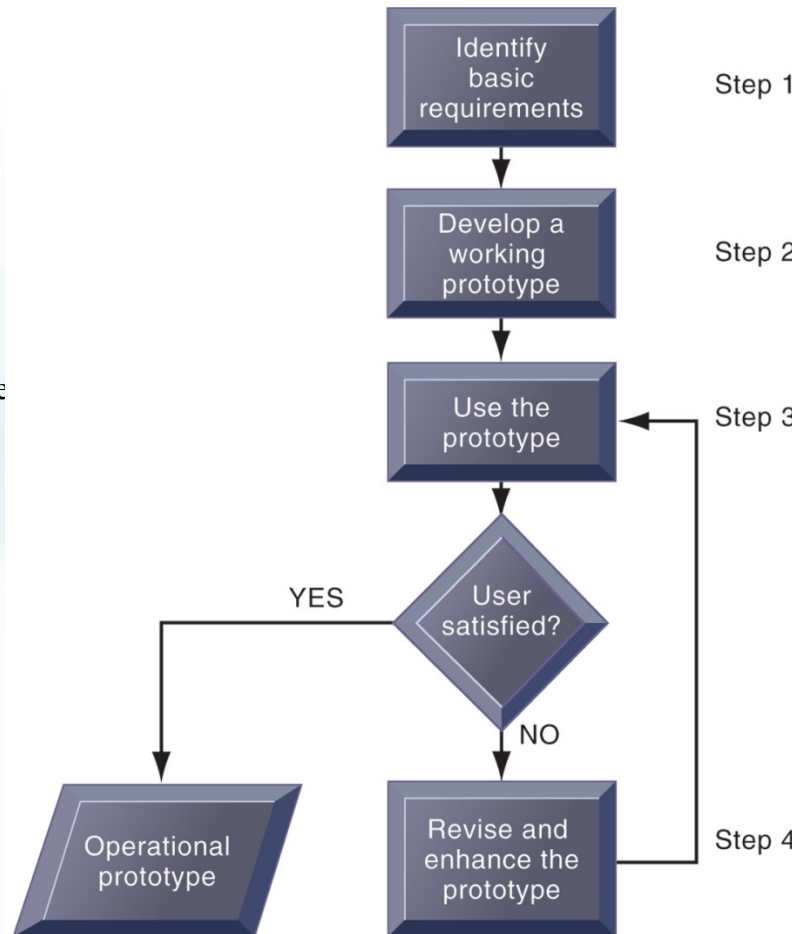 Identify
basic
requirements
Step 1
Develop a
working
prototype
Step 2
Use the
prototype
Step 3
User
satisfied?
YES
NO
Operational
prototype
Revise and
enhance the
prototype
Step 4